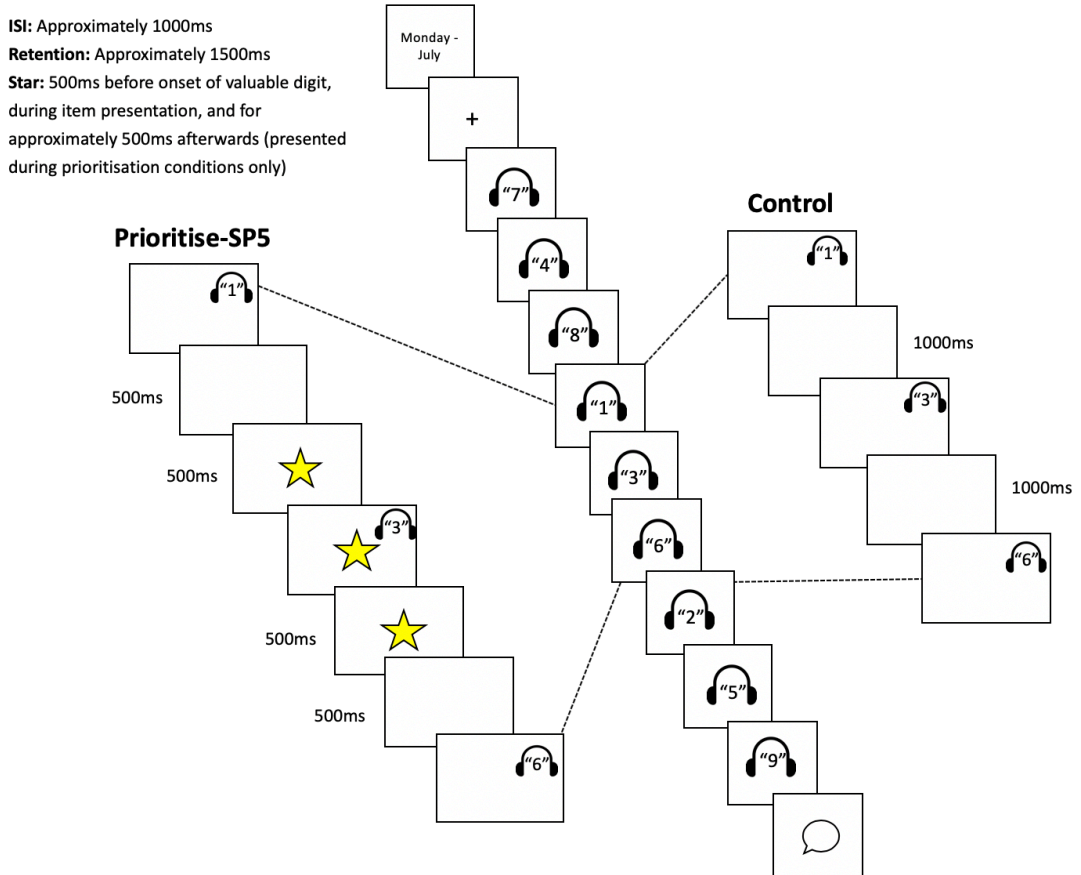 ISI: Approximately 1000ms
Retention: Approximately 1500ms
Star: 500ms before onset of valuable digit,
during item presentation, and for
approximately 500ms afterwards (presented
during prioritisation conditions only)
Monday -
July
+
“7”
“4”
“8”
“1”
“3”
“6”
“2”
“5”
“9”
Prioritise-SP5
“1”
500ms
500ms
“3”
500ms
500ms
“6”
Control
“1”
1000ms
“3”
1000ms
“6”